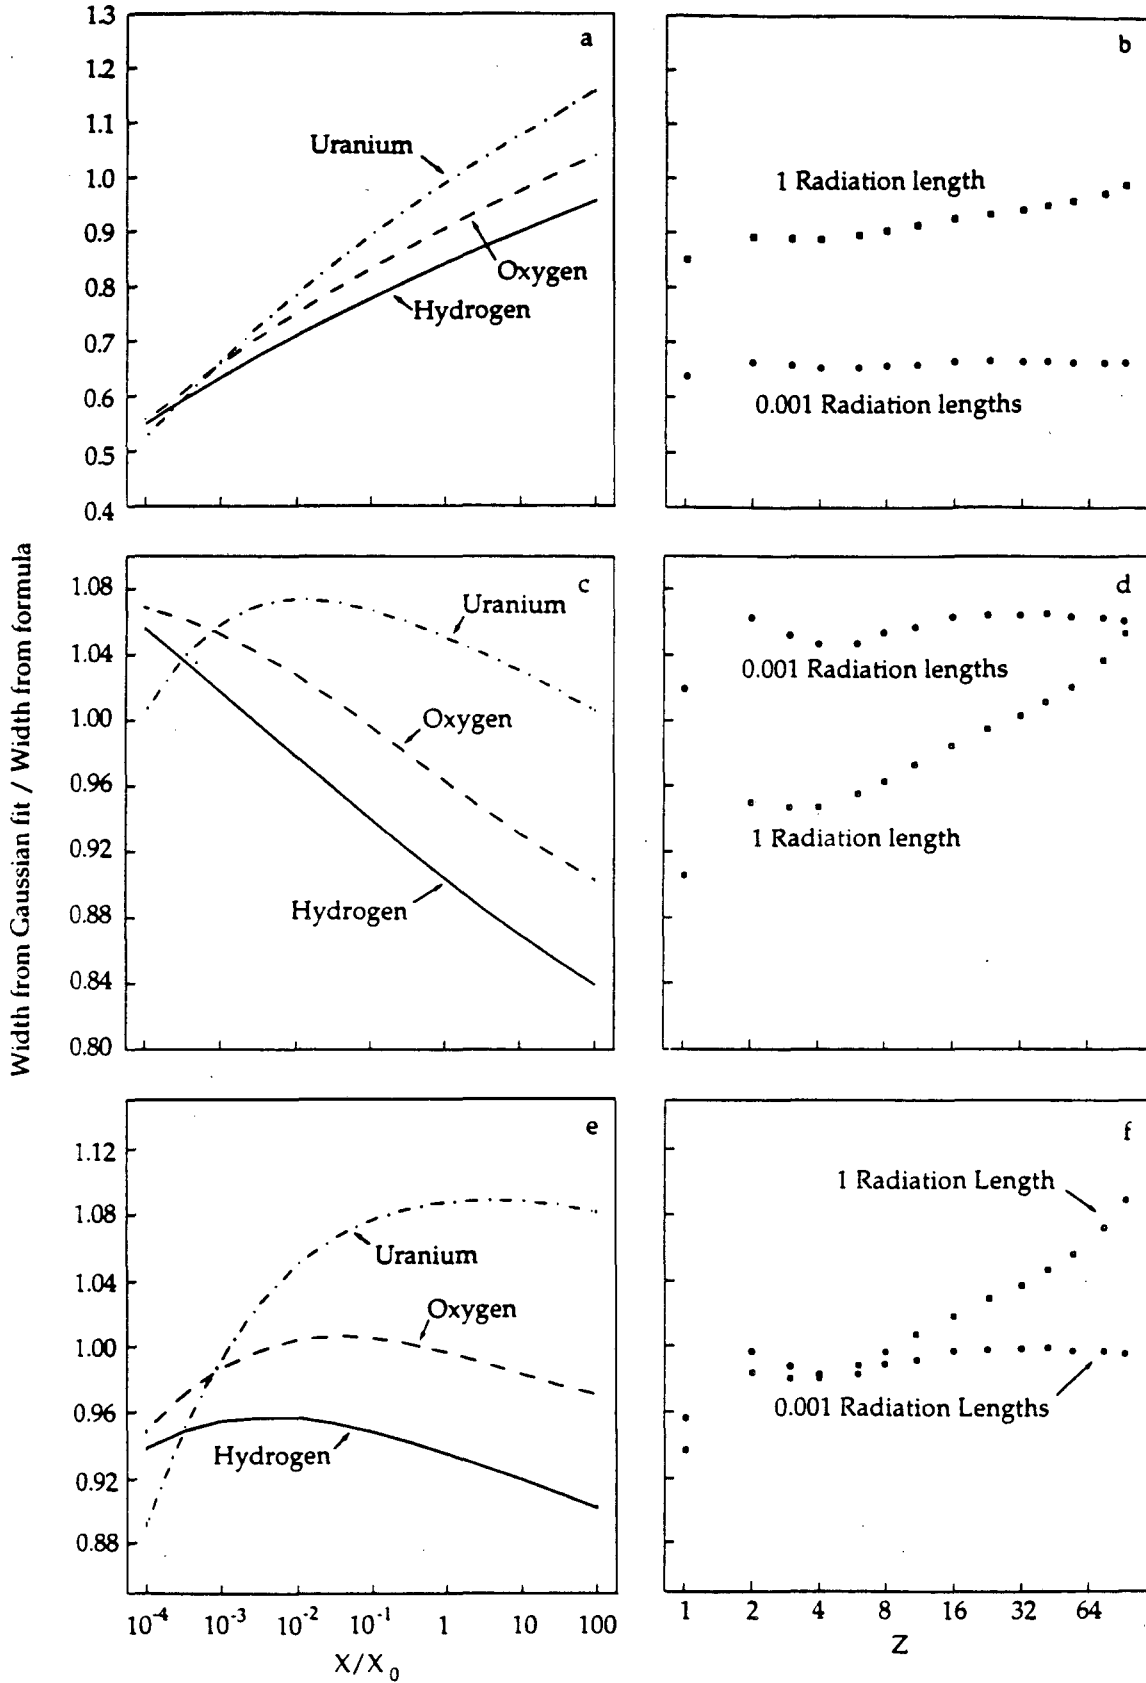 Width from Gaussian fit / Width from formula
a
1.3
1.2
1.1
1.0
0.9
0.8
0.7
0.6
0.5
0.4
Uranium
Oxygen
Hydrogen
b
1 Radiation length
0.001 Radiation lengths
c
1.08
1.04
1.00
0.96
0.92
0.88
0.84
0.80
Uranium
Oxygen
Hydrogen
d
0.001 Radiation lengths
1 Radiation length
e
1.12
1.08
1.04
1.00
0.96
0.92
0.88
Uranium
Oxygen
Hydrogen
10⁻⁴ 10⁻³ 10⁻² 10⁻¹ 1 10 100
X/X₀
f
1 Radiation Length
0.001 Radiation Lengths
1 2 4 8 16 32 64
Z